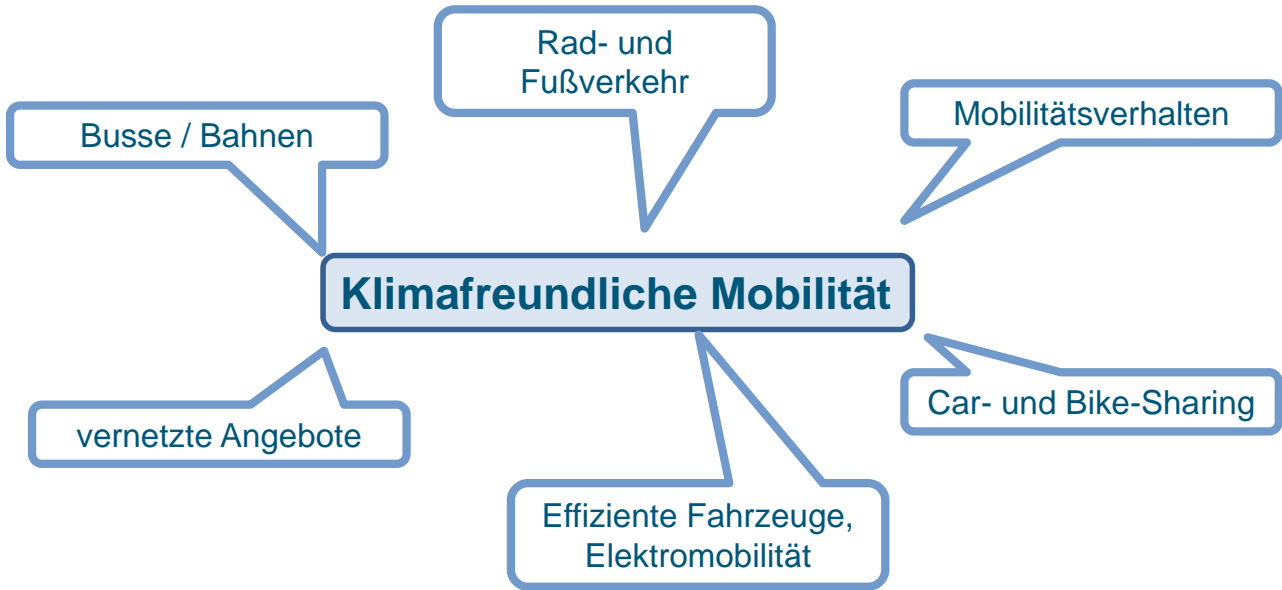 Rad- und
Fußverkehr
Busse / Bahnen
Mobilitätsverhalten
Klimafreundliche Mobilität
vernetzte Angebote
Car- und Bike-Sharing
Effiziente Fahrzeuge,
Elektromobilität